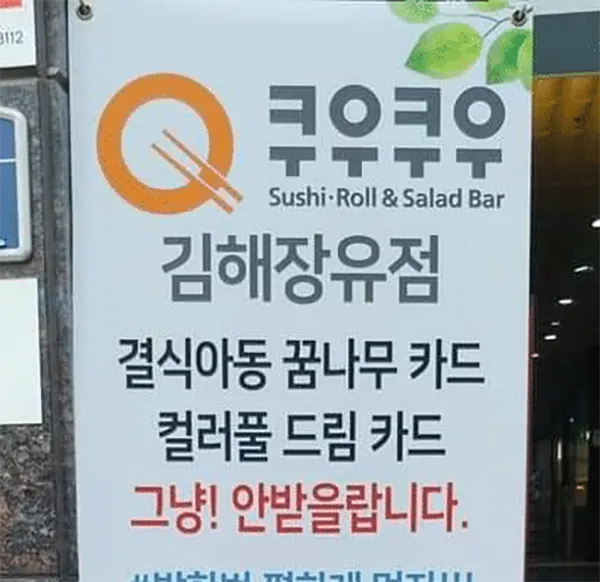 3112
쿠우쿠우
Sushi·Roll & Salad Bar
김해장유점
결식아동 꿈나무 카드
컬러풀 드림 카드
그냥! 안받을랍니다.